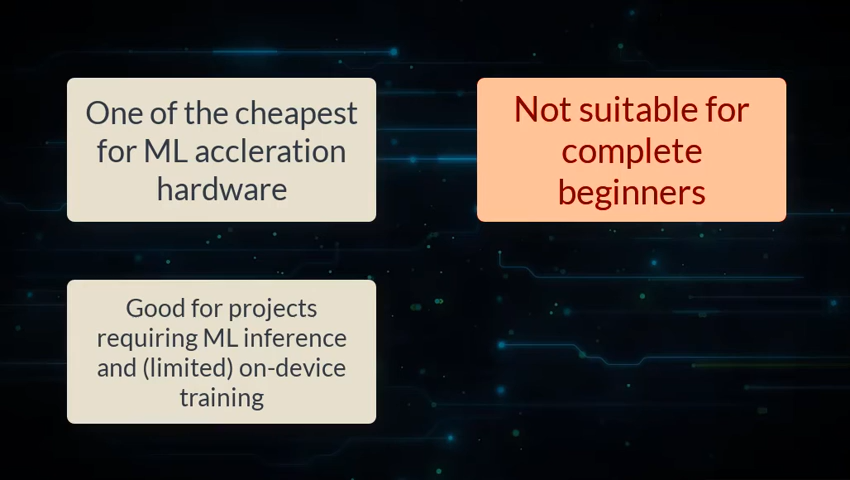 One of the cheapest
for ML accleration
hardware
Not suitable for
complete
beginners
Good for projects
requiring ML inference
and (limited) on-device
training